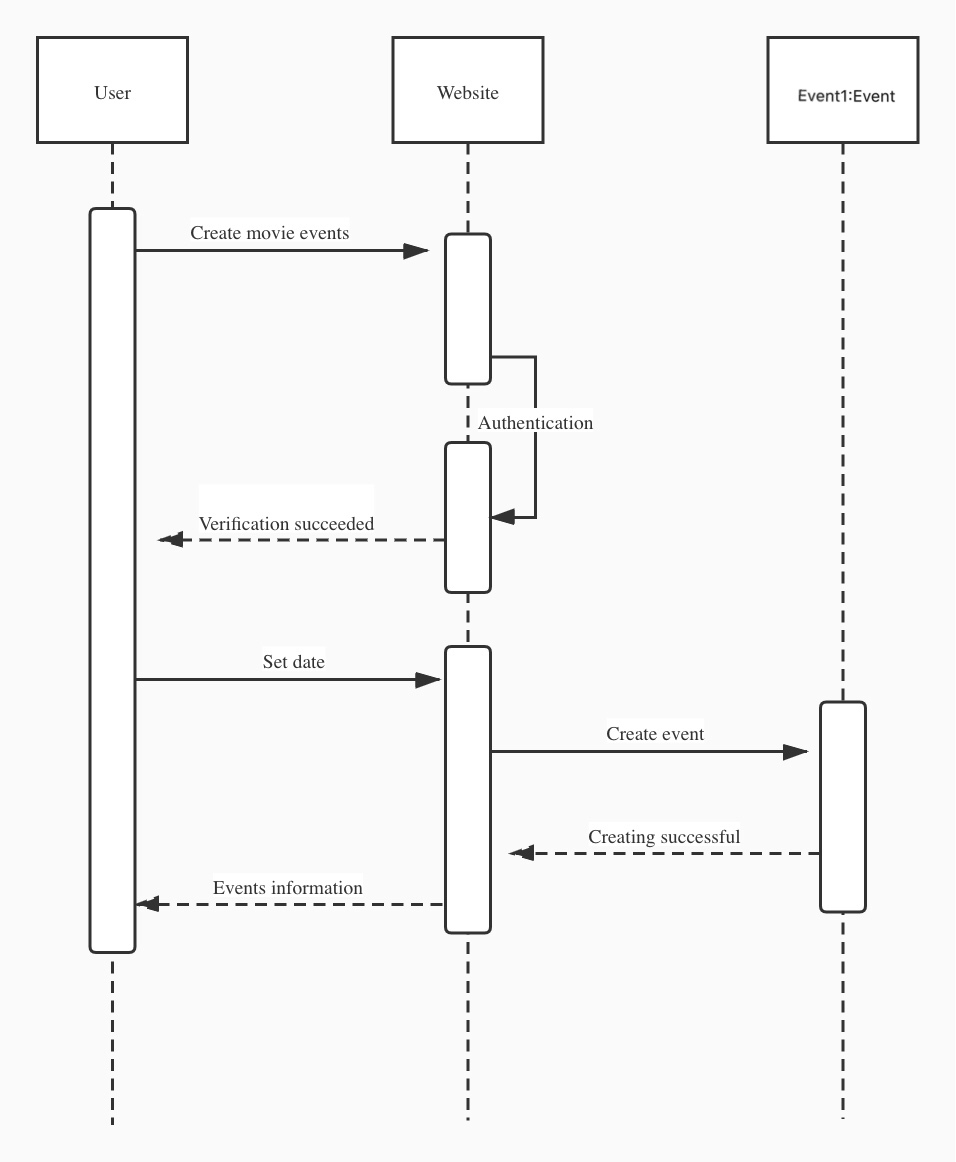 User
Website
Event1:Event
Create movie events
Authentication
Verification succeeded
Set date
Create event
Creating successful
Events information